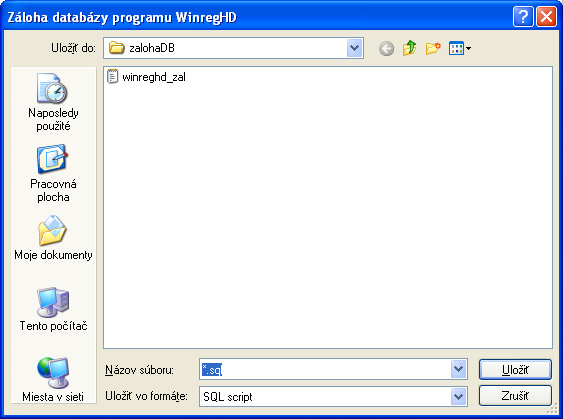 Záloha databázy programu WinregHD
Uložiť do:
zalohaDB
winreghd_zal
Naposledy
použité
Pracovná
plocha
Moje dokumenty
Tento počítač
Miesta v sieti
Názov súboru:
*.sql
Uložiť
Uložiť vo formáte:
SQL script
Zrušiť